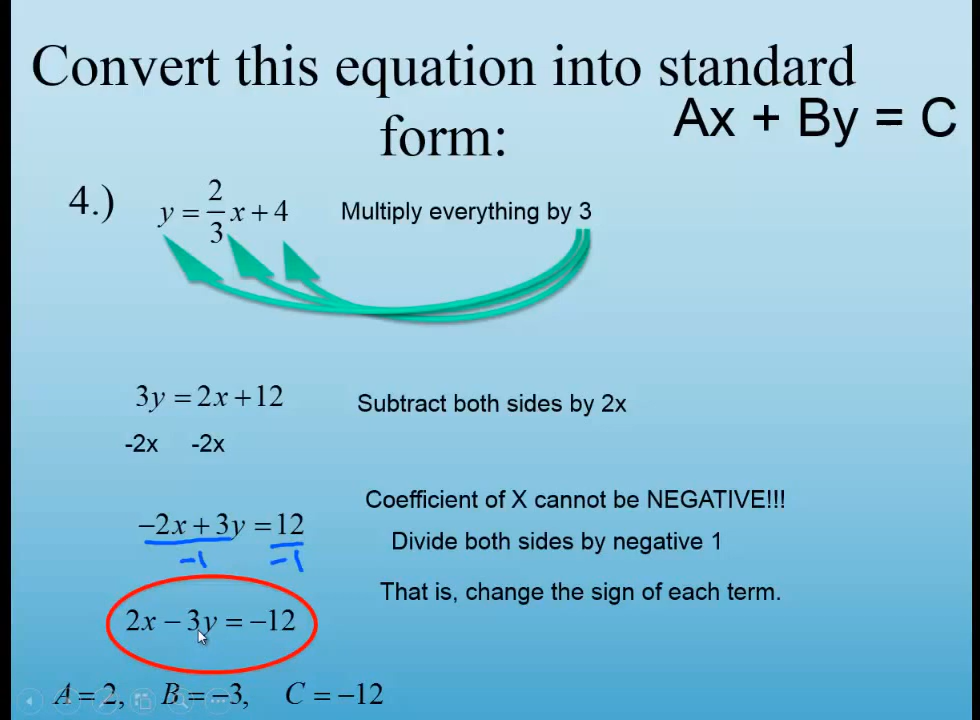 Convert this equation into standard
form:
Ax + By = C
4.)
y = 2/3 x + 4
Multiply everything by 3
3y = 2x + 12
Subtract both sides by 2x
-2x -2x
Coefficient of X cannot be NEGATIVE!!!
−2x + 3y = 12
Divide both sides by negative 1
−1 −1
That is, change the sign of each term.
2x − 3y = −12
A = 2, B = −3, C = −12